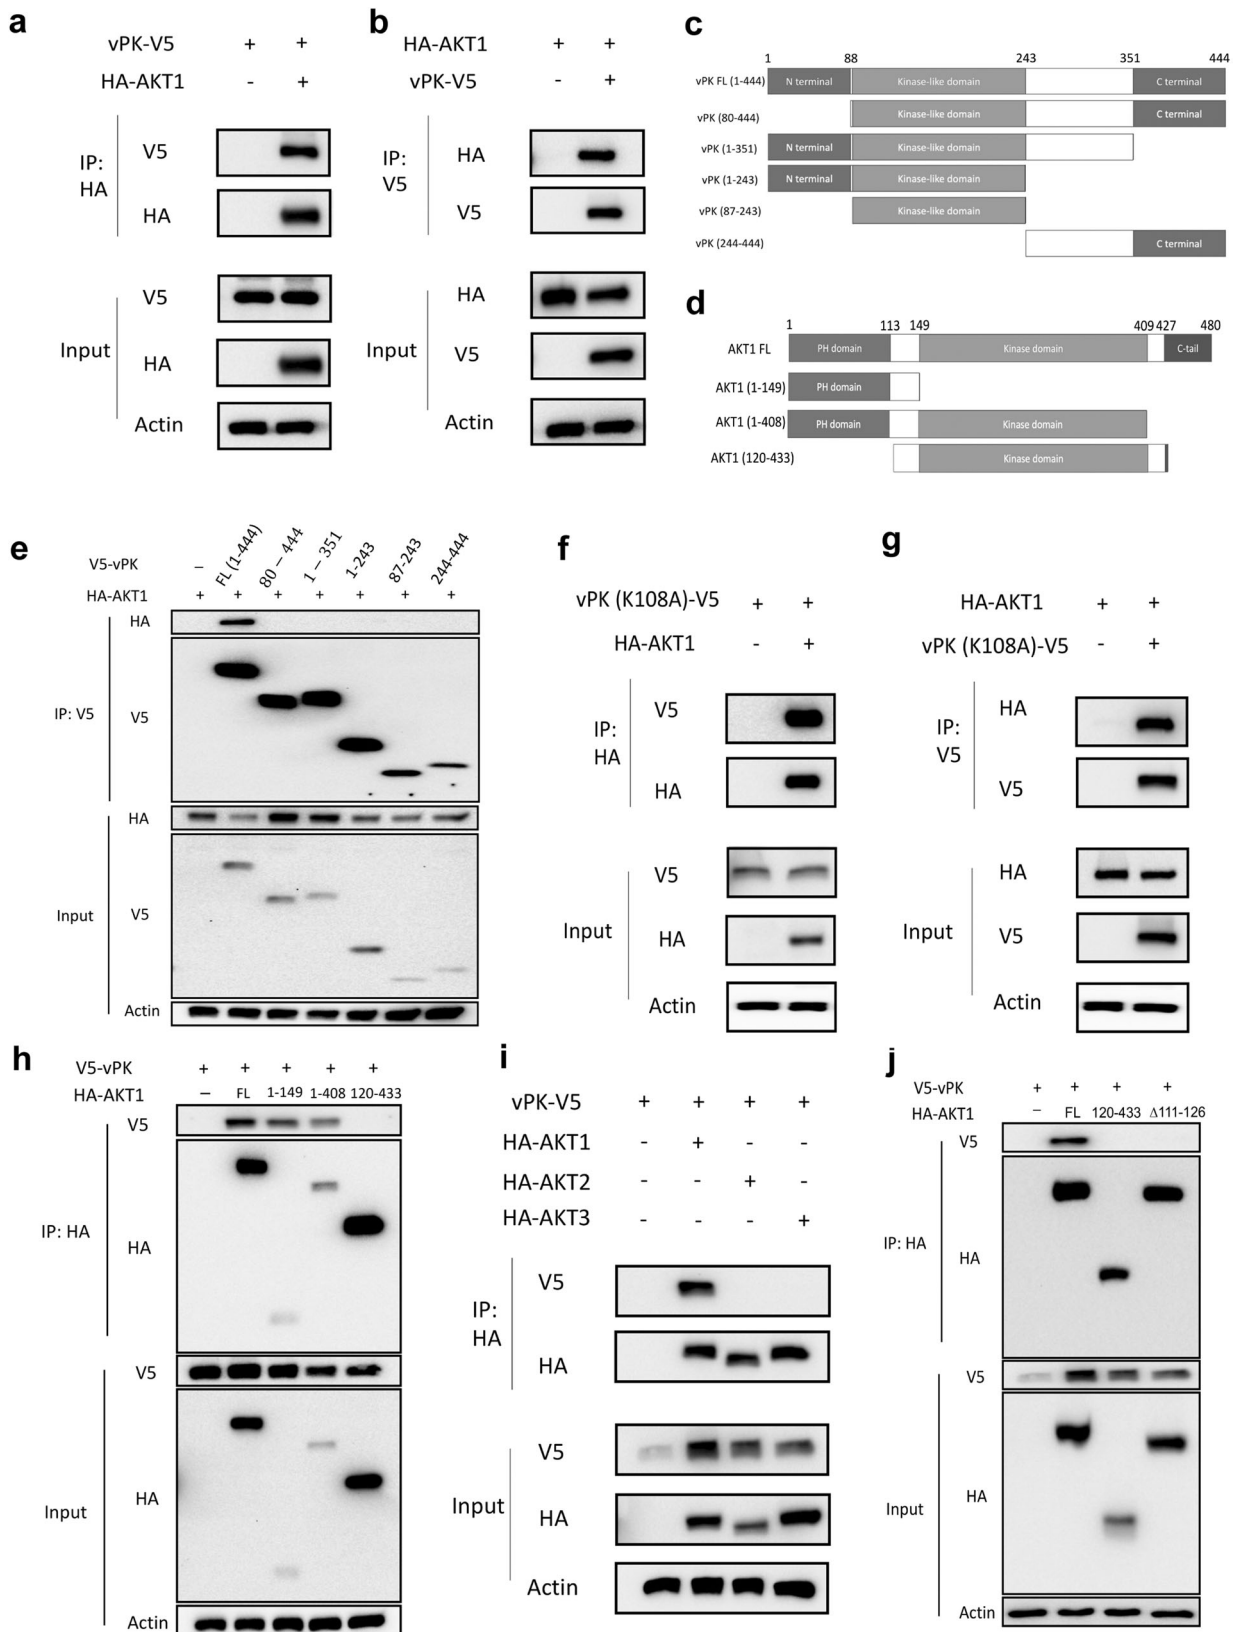 a
vPK-V5 + +
HA-AKT1 - +
IP: HA
V5
HA
Input
V5
HA
Actin
b
HA-AKT1 + +
vPK-V5 - +
IP: V5
HA
V5
Input
HA
V5
Actin
c
1 88 243 351 444
vPK FL (1-444) N terminal Kinase-like domain C terminal
vPK (80-444) Kinase-like domain C terminal
vPK (1-351) N terminal Kinase-like domain
vPK (1-243) N terminal Kinase-like domain
vPK (87-243) Kinase-like domain
vPK (244-444) C terminal
d
1 113 149 409 427 480
AKT1 FL PH domain Kinase domain C-tail
AKT1 (1-149) PH domain
AKT1 (1-408) PH domain Kinase domain
AKT1 (120-433) Kinase domain
e
V5-vPK – FL (1-444) 80 – 444 1 – 351 1-243 87-243 244-444
HA-AKT1 + + + + + + +
IP: V5
HA
V5
Input
HA
V5
Actin
f
vPK (K108A)-V5 + +
HA-AKT1 - +
IP: HA
V5
HA
Input
V5
HA
Actin
g
HA-AKT1 + +
vPK (K108A)-V5 - +
IP: V5
HA
V5
Input
HA
V5
Actin
h
V5-vPK + + + + +
HA-AKT1 – FL 1-149 1-408 120-433
IP: HA
V5
HA
Input
V5
HA
Actin
i
vPK-V5 + + + +
HA-AKT1 - + - -
HA-AKT2 - - + -
HA-AKT3 - - - +
IP: HA
V5
HA
Input
V5
HA
Actin
j
V5-vPK + + + +
HA-AKT1 – FL 120-433 Δ111-126
IP: HA
V5
HA
Input
V5
HA
Actin